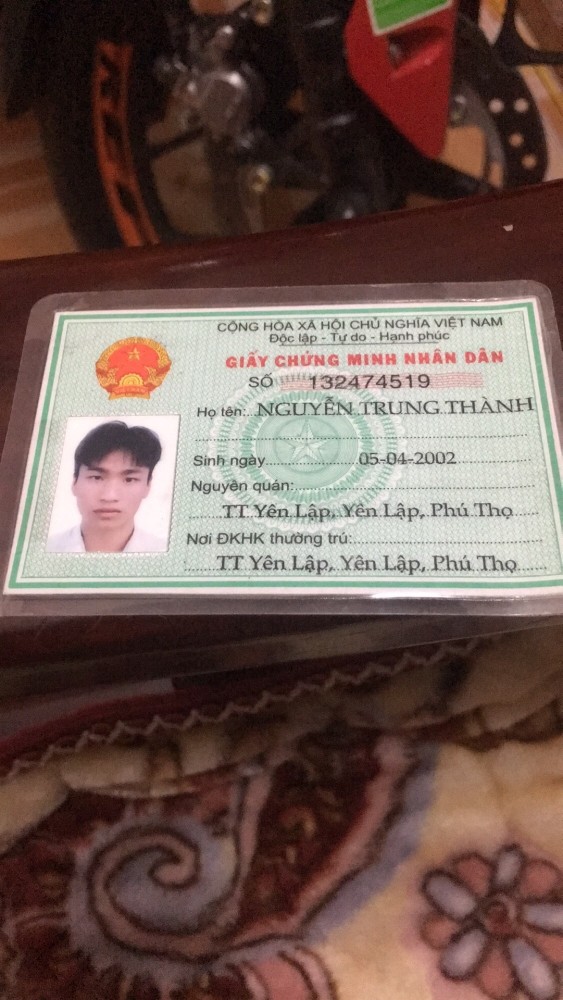 CỘNG HÒA XÃ HỘI CHỦ NGHĨA VIỆT NAM
Độc lập - Tự do - Hạnh phúc
GIẤY CHỨNG MINH NHÂN DÂN
SỐ 132474519
Họ tên: NGUYỄN TRUNG THÀNH
Sinh ngày 05-04-2002
Nguyên quán:
TT Yên Lập, Yên Lập, Phú Thọ
Nơi ĐKHK thường trú:
TT Yên Lập, Yên Lập, Phú Thọ